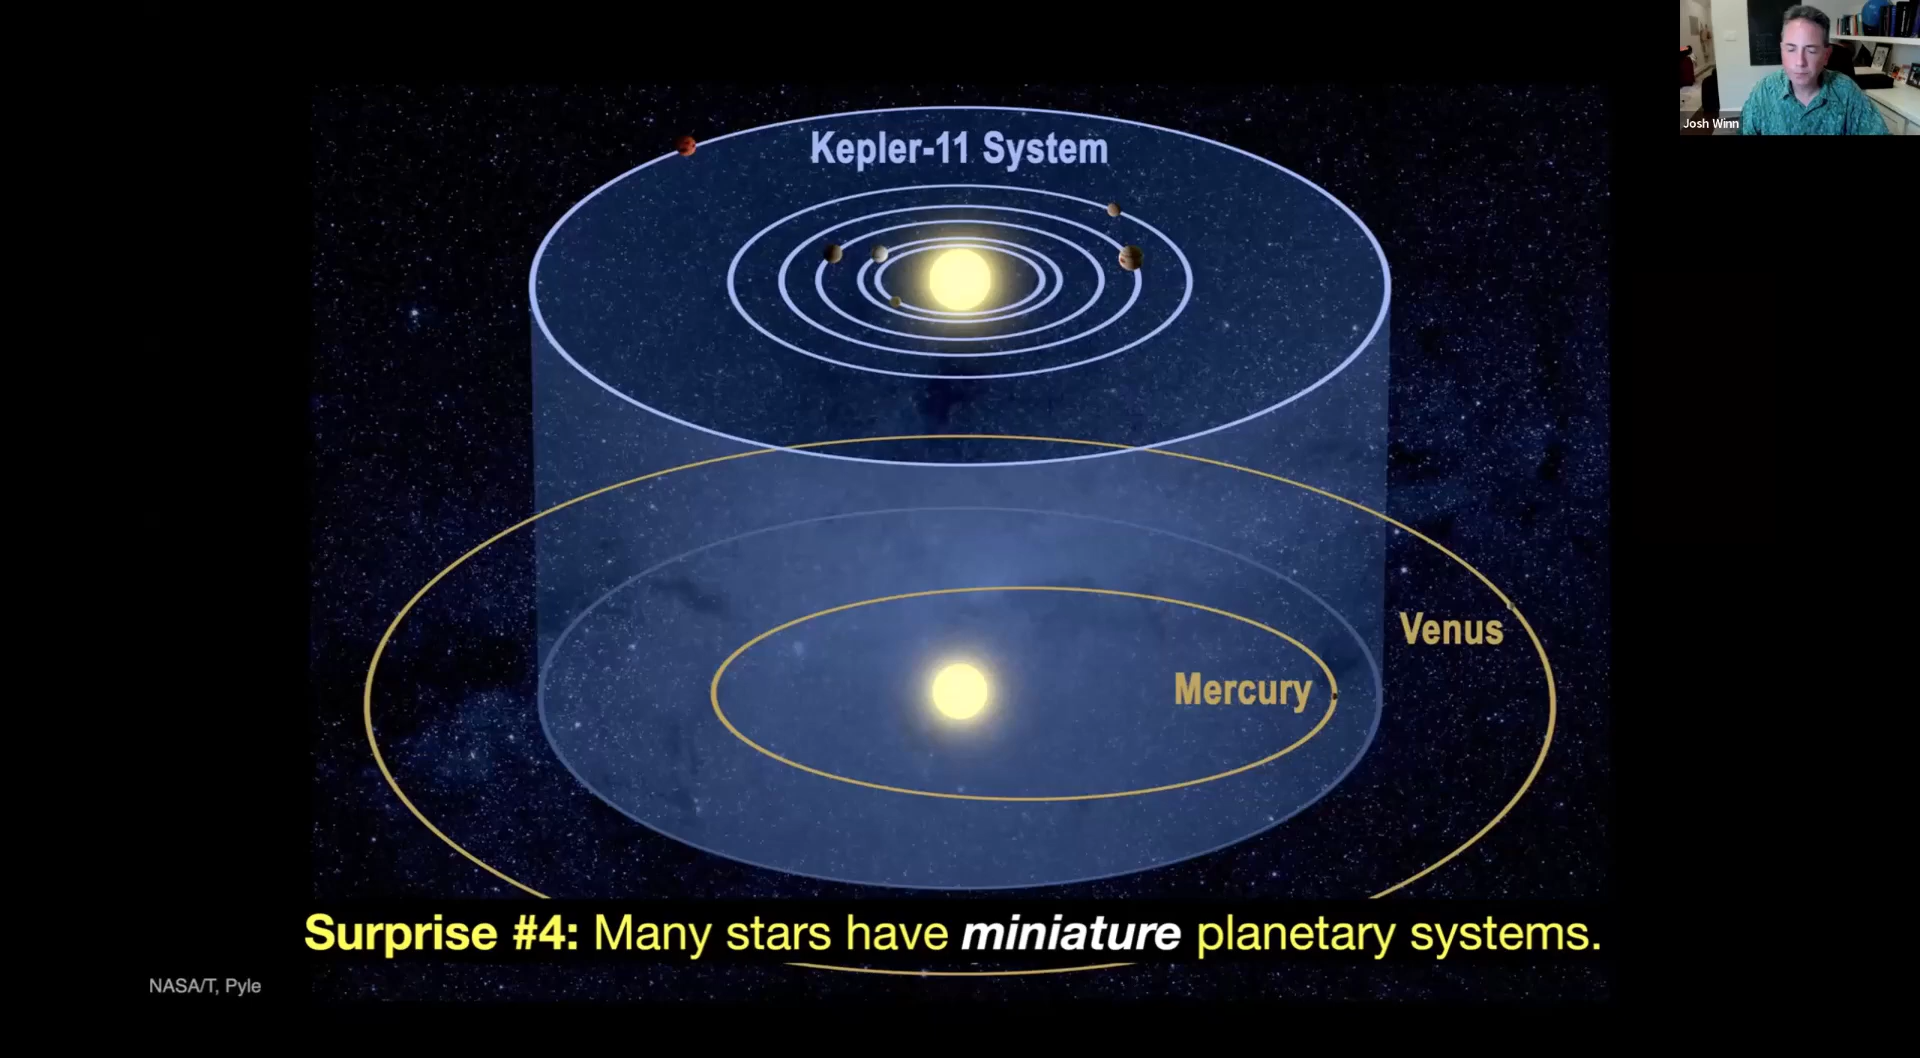 Josh Winn
Kepler-11 System
Venus
Mercury
Surprise #4: Many stars have miniature planetary systems.
NASA/T, Pyle